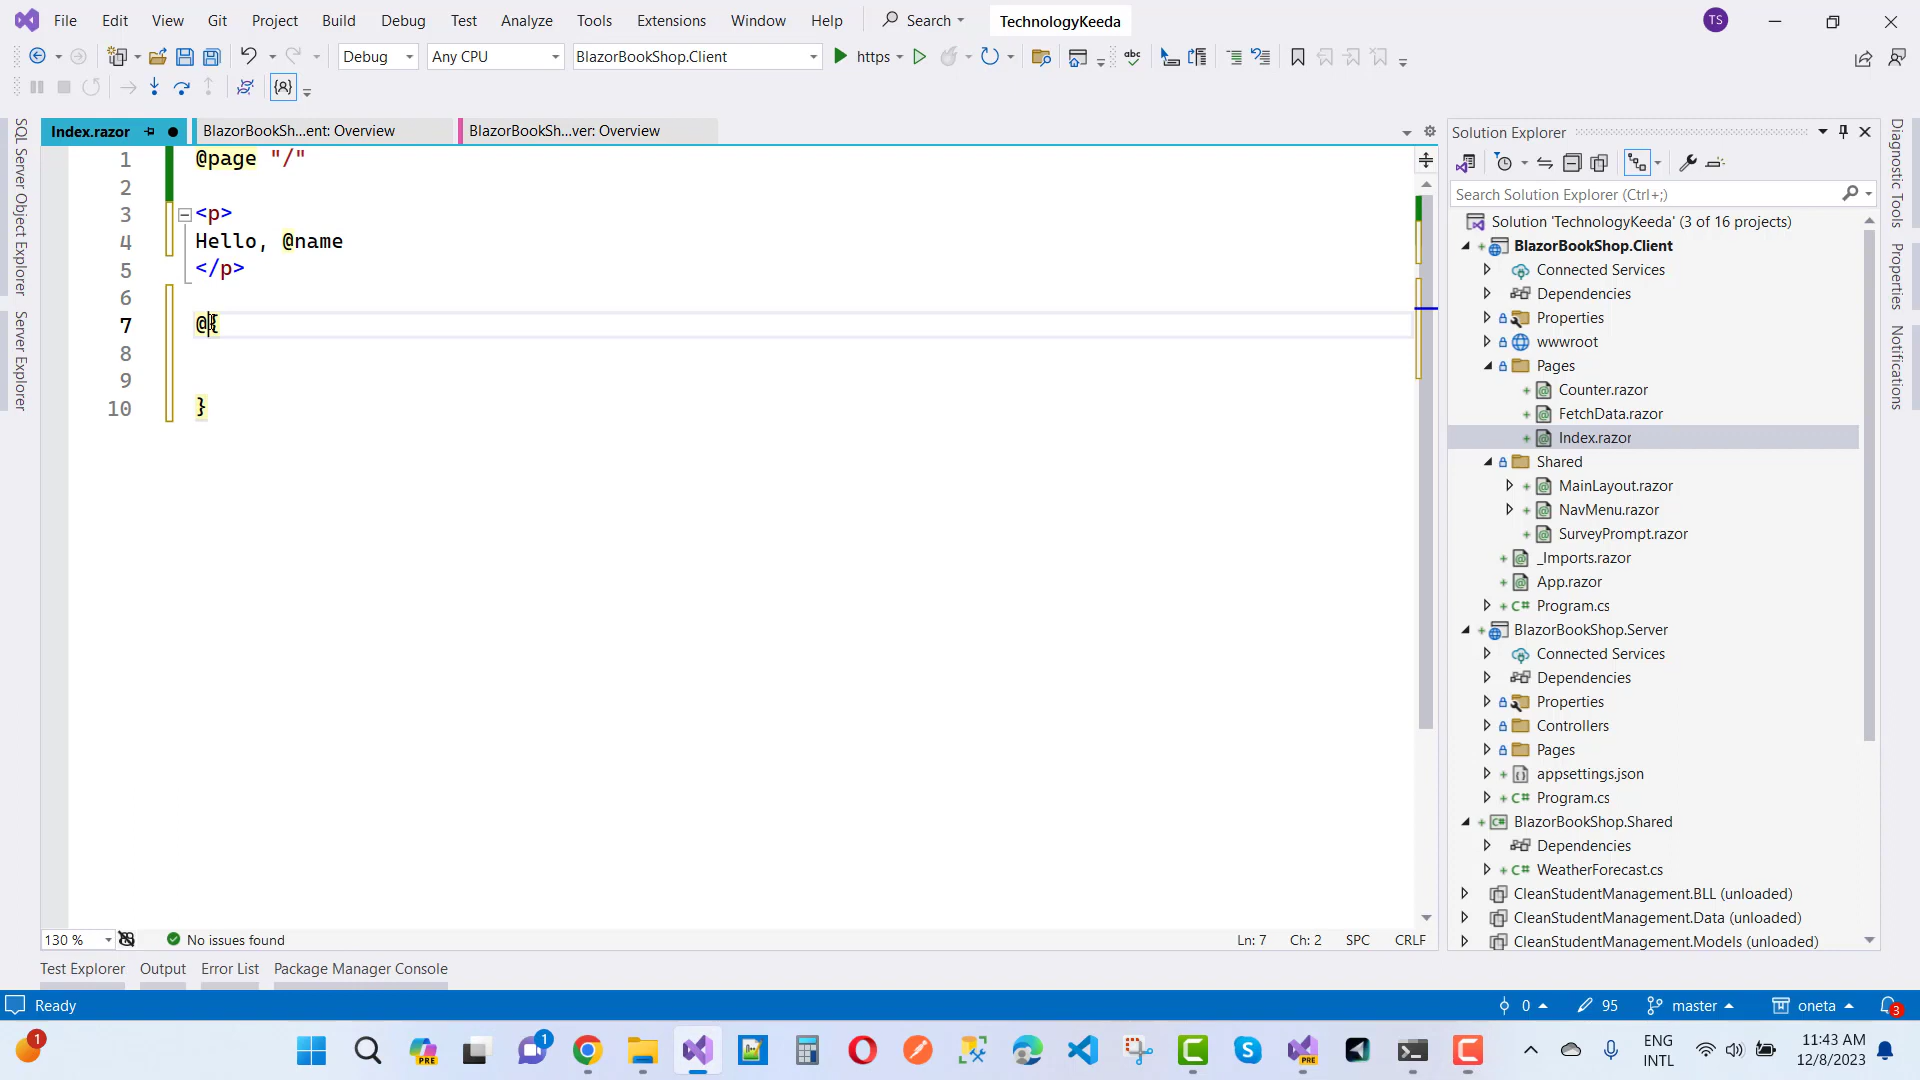 File Edit View Git Project Build Debug Test Analyze Tools Extensions Window Help Search TechnologyKeeda TS
Debug Any CPU BlazorBookShop.Client https
Index.razor BlazorBookSh...ent: Overview BlazorBookSh...ver: Overview
SQL Server Object Explorer
Server Explorer
1 @page "/"
2
3 <p>
4 Hello, @name
5 </p>
6
7 @{
8
9
10 }
130 % No issues found Ln: 7 Ch: 2 SPC CRLF
Solution Explorer
Search Solution Explorer (Ctrl+;)
Solution 'TechnologyKeeda' (3 of 16 projects)
BlazorBookShop.Client
Connected Services
Dependencies
Properties
wwwroot
Pages
Counter.razor
FetchData.razor
Index.razor
Shared
MainLayout.razor
NavMenu.razor
SurveyPrompt.razor
_Imports.razor
App.razor
C# Program.cs
BlazorBookShop.Server
Connected Services
Dependencies
Properties
Controllers
Pages
appsettings.json
C# Program.cs
C# BlazorBookShop.Shared
Dependencies
C# WeatherForecast.cs
CleanStudentManagement.BLL (unloaded)
CleanStudentManagement.Data (unloaded)
CleanStudentManagement.Models (unloaded)
Diagnostic Tools
Properties
Notifications
Test Explorer Output Error List Package Manager Console
Ready 0 95 master oneta 3
1 PRE 1 PRE ENG INTL 11:43 AM 12/8/2023